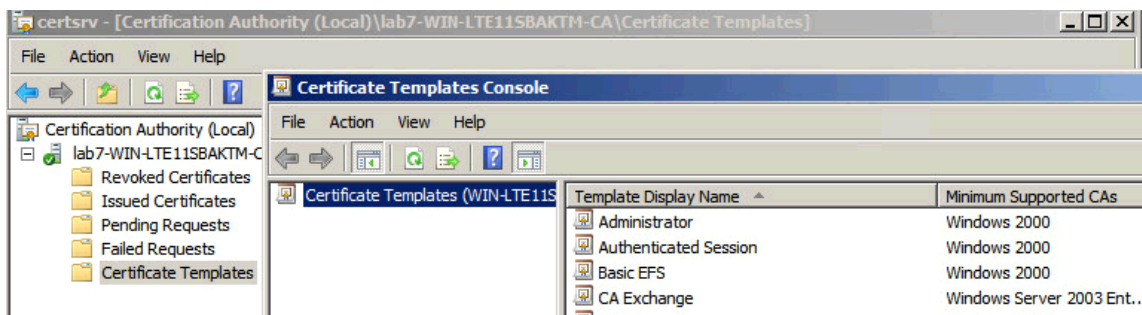 certsrv - [Certification Authority (Local)\lab7-WIN-LTE11SBAKTM-CA\Certificate Templates]
File Action View Help
Certification Authority (Local)
lab7-WIN-LTE11SBAKTM-C
Revoked Certificates
Issued Certificates
Pending Requests
Failed Requests
Certificate Templates
Certificate Templates Console
File Action View Help
Certificate Templates (WIN-LTE11S
Template Display Name Minimum Supported CAs
Administrator Windows 2000
Authenticated Session Windows 2000
Basic EFS Windows 2000
CA Exchange Windows Server 2003 Ent...